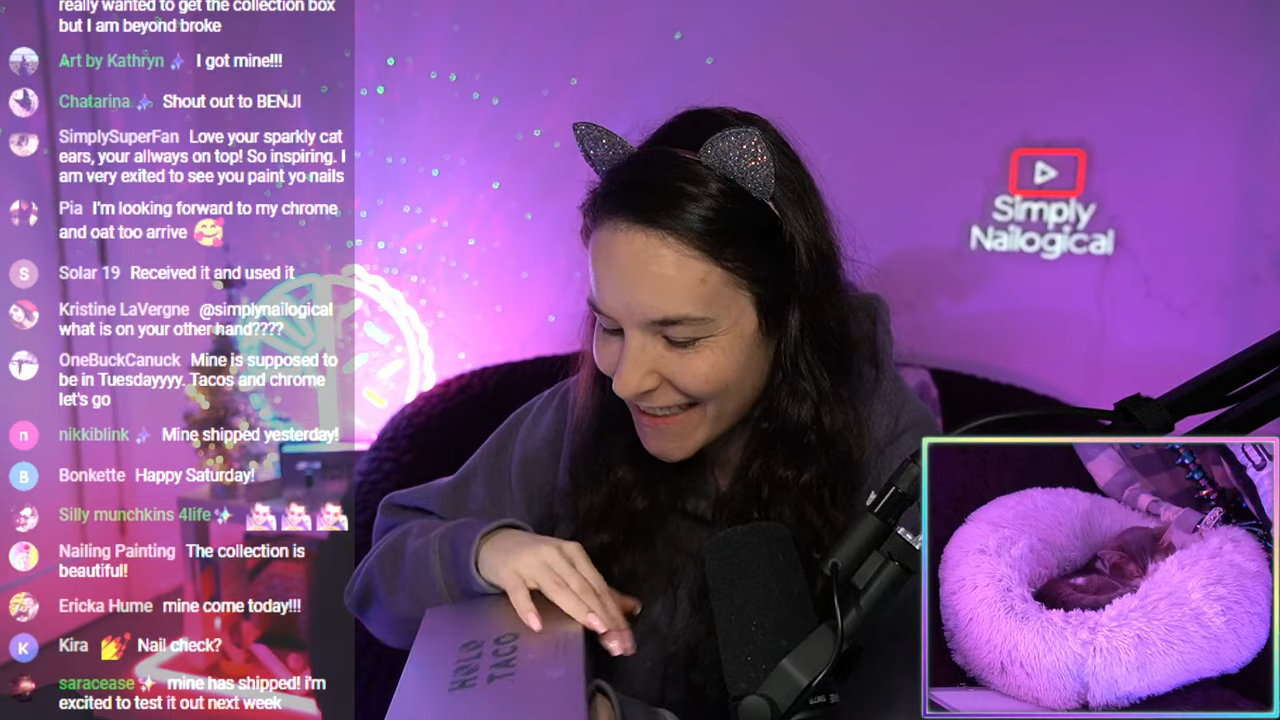 really wanted to get the collection box
but I am beyond broke
Art by Kathryn I got mine!!!
Chatarina Shout out to BENJI
SimplySuperFan Love your sparkly cat
ears, your allways on top! So inspiring. I
am very exited to see you paint yo nails
Pia I'm looking forward to my chrome
and oat too arrive
S Solar 19 Received it and used it
Kristine LaVergne @simplynailogical
what is on your other hand????
OneBuckCanuck Mine is supposed to
be in Tuesdayyyy. Tacos and chrome
let's go
n nikkiblink Mine shipped yesterday!
B Bonkette Happy Saturday!
Silly munchkins 4life
Nailing Painting The collection is
beautiful!
Ericka Hume mine come today!!!
K Kira Nail check?
saracease mine has shipped! i'm
excited to test it out next week
Simply
Nailogical
HOLO
TACO